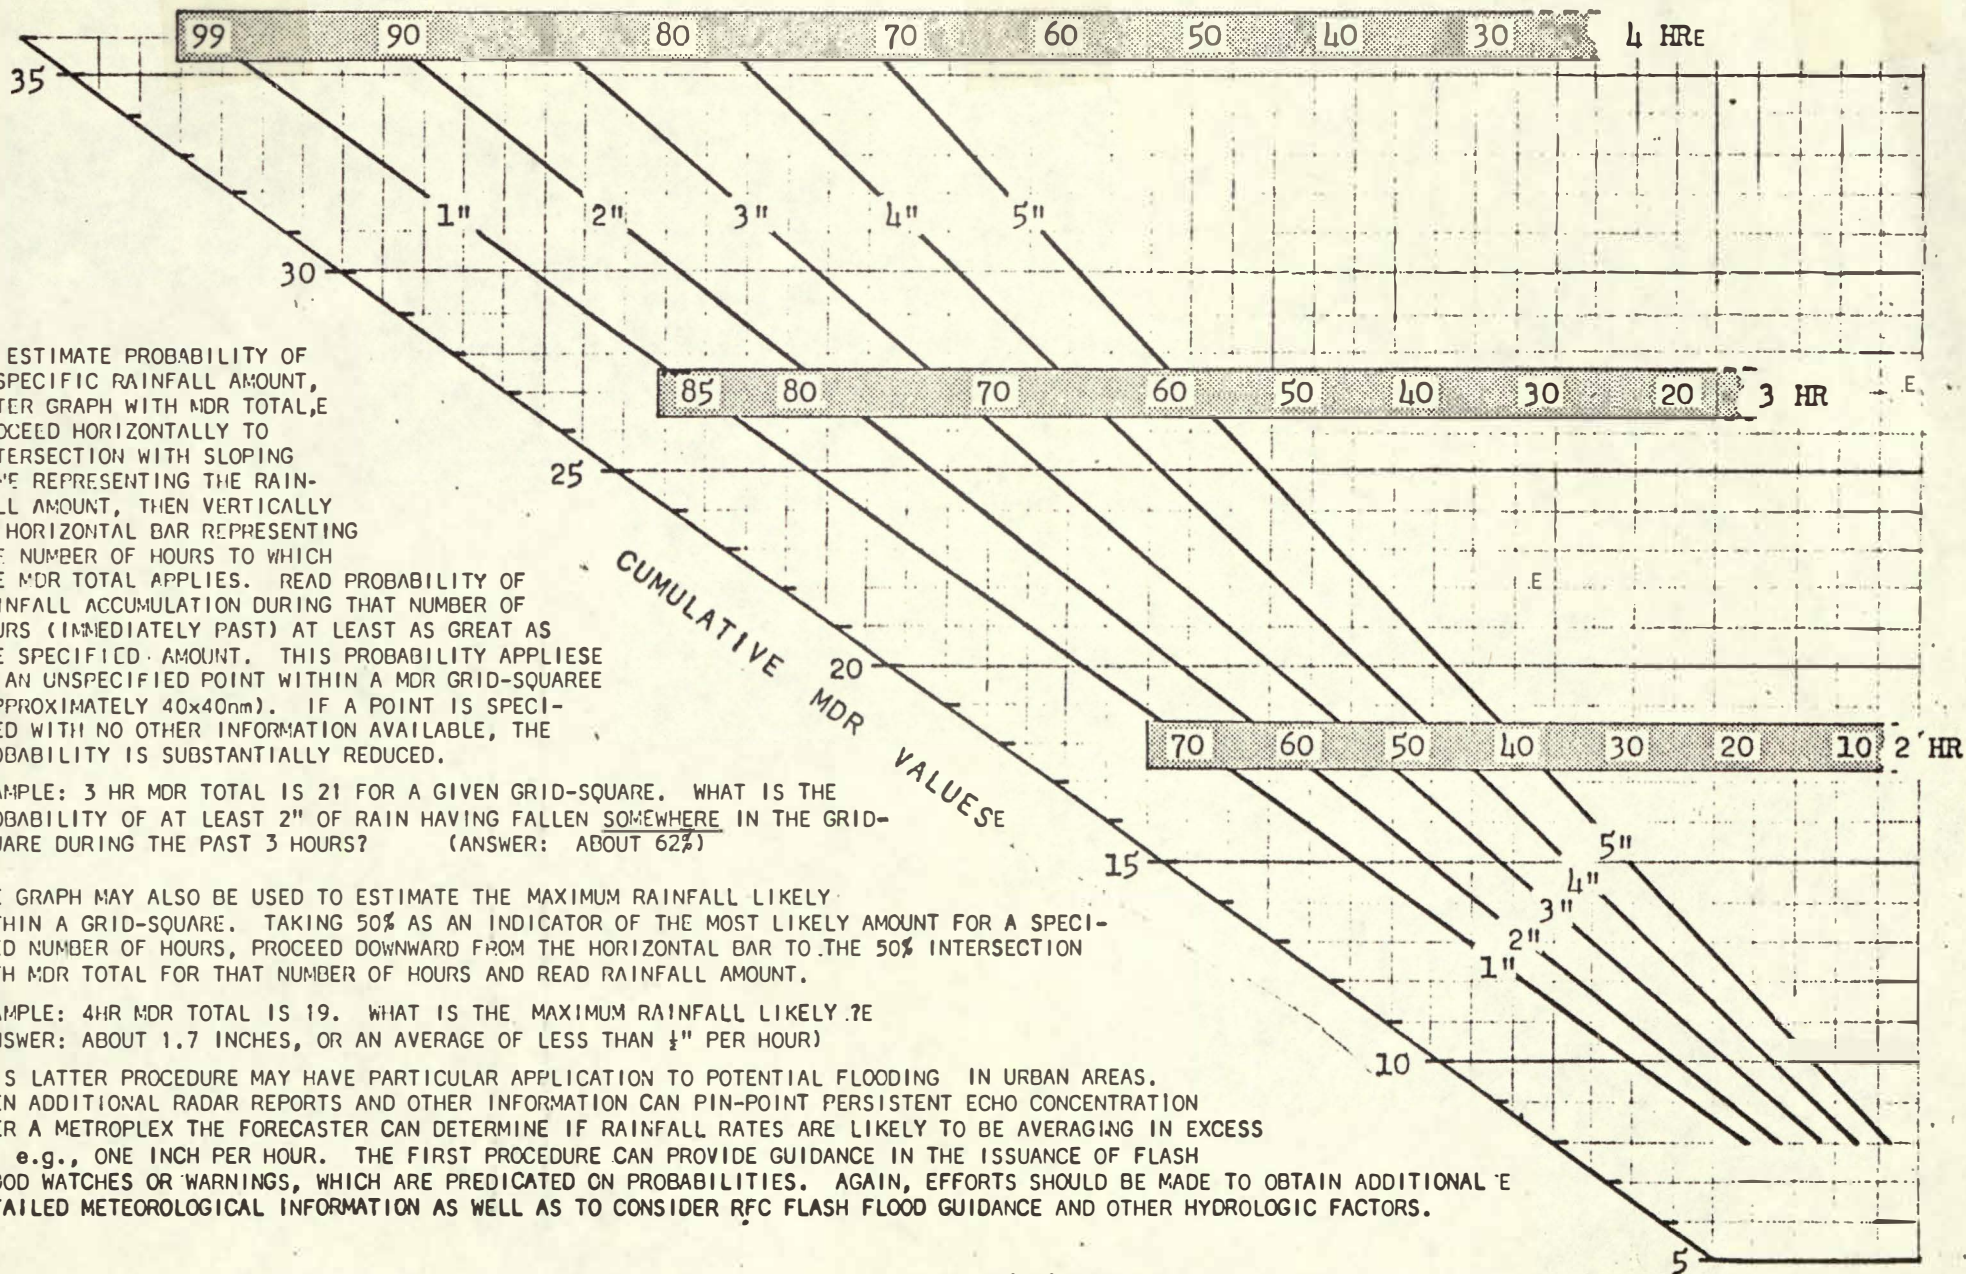 99 90 80 70 60 50 40 30 4 HRE
35
1" 2" 3" 4" 5"
30
ESTIMATE PROBABILITY OF
SPECIFIC RAINFALL AMOUNT,
TER GRAPH WITH MDR TOTAL,E
OCEED HORIZONTALLY TO
TERSECTION WITH SLOPING
E REPRESENTING THE RAIN-
LL AMOUNT, THEN VERTICALLY
HORIZONTAL BAR REPRESENTING
E NUMBER OF HOURS TO WHICH
E MDR TOTAL APPLIES. READ PROBABILITY OF
INFALL ACCUMULATION DURING THAT NUMBER OF
URS (IMMEDIATELY PAST) AT LEAST AS GREAT AS
E SPECIFIED AMOUNT. THIS PROBABILITY APPLIESE
AN UNSPECIFIED POINT WITHIN A MDR GRID-SQUAREE
PPROXIMATELY 40x40nm). IF A POINT IS SPECI-
ED WITH NO OTHER INFORMATION AVAILABLE, THE
OBABILITY IS SUBSTANTIALLY REDUCED.
85 80 70 60 50 40 30 20 3 HR
E
25
E
CUMULATIVE MDR VALUESE
20
70 60 50 40 30 20 10 2 HR
AMPLE: 3 HR MDR TOTAL IS 21 FOR A GIVEN GRID-SQUARE. WHAT IS THE
OBABILITY OF AT LEAST 2" OF RAIN HAVING FALLEN SOMEWHERE IN THE GRID-
UARE DURING THE PAST 3 HOURS? (ANSWER: ABOUT 62%)
15
5"
4"
3"
2"
1"
E GRAPH MAY ALSO BE USED TO ESTIMATE THE MAXIMUM RAINFALL LIKELY
THIN A GRID-SQUARE. TAKING 50% AS AN INDICATOR OF THE MOST LIKELY AMOUNT FOR A SPECI-
ED NUMBER OF HOURS, PROCEED DOWNWARD FROM THE HORIZONTAL BAR TO THE 50% INTERSECTION
TH MDR TOTAL FOR THAT NUMBER OF HOURS AND READ RAINFALL AMOUNT.
AMPLE: 4HR MDR TOTAL IS 19. WHAT IS THE MAXIMUM RAINFALL LIKELY.?E
NSWER: ABOUT 1.7 INCHES, OR AN AVERAGE OF LESS THAN ½" PER HOUR)
10
IS LATTER PROCEDURE MAY HAVE PARTICULAR APPLICATION TO POTENTIAL FLOODING IN URBAN AREAS.
EN ADDITIONAL RADAR REPORTS AND OTHER INFORMATION CAN PIN-POINT PERSISTENT ECHO CONCENTRATION
ER A METROPLEX THE FORECASTER CAN DETERMINE IF RAINFALL RATES ARE LIKELY TO BE AVERAGING IN EXCESS
e.g., ONE INCH PER HOUR. THE FIRST PROCEDURE CAN PROVIDE GUIDANCE IN THE ISSUANCE OF FLASH
OOD WATCHES OR WARNINGS, WHICH ARE PREDICATED ON PROBABILITIES. AGAIN, EFFORTS SHOULD BE MADE TO OBTAIN ADDITIONAL E
TAILED METEOROLOGICAL INFORMATION AS WELL AS TO CONSIDER RFC FLASH FLOOD GUIDANCE AND OTHER HYDROLOGIC FACTORS.
5